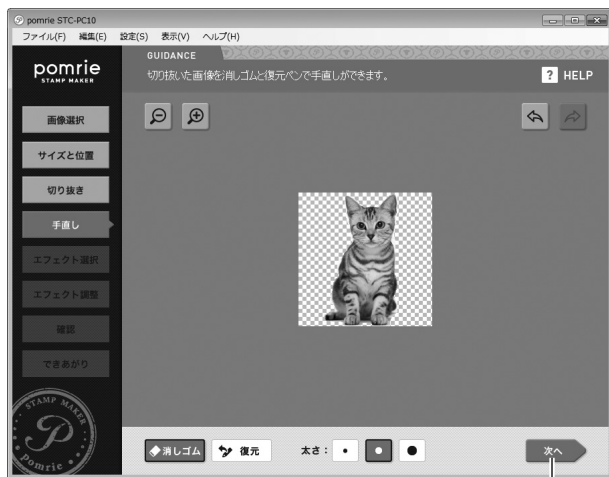 pomrie STC-PC10
ファイル(F) 編集(E) 設定(S) 表示(V) ヘルプ(H)
pomrie
STAMP MAKER
GUIDANCE
切り抜いた画像を消しゴムと復元ペンで手直しができます。
? HELP
画像選択
サイズと位置
切り抜き
手直し
エフェクト選択
エフェクト調整
確認
できあがり
STAMP MAKER
P
Pomrie
消しゴム 復元 太さ:
次へ